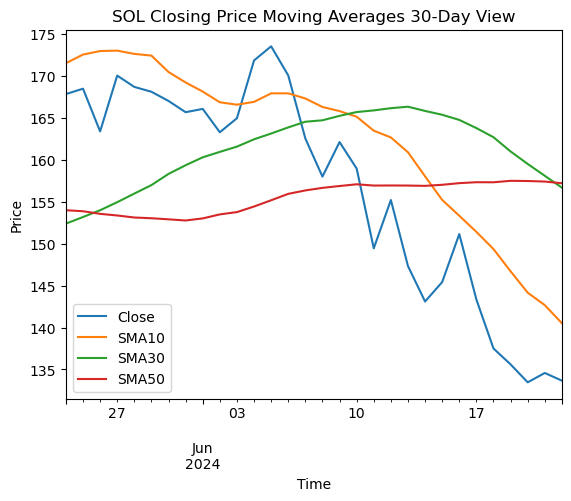 SOL Closing Price Moving Averages 30-Day View
175
170
165
160
155
150
145
140
135
Price
Close
SMA10
SMA30
SMA50
27 03 10 17
Jun
2024
Time